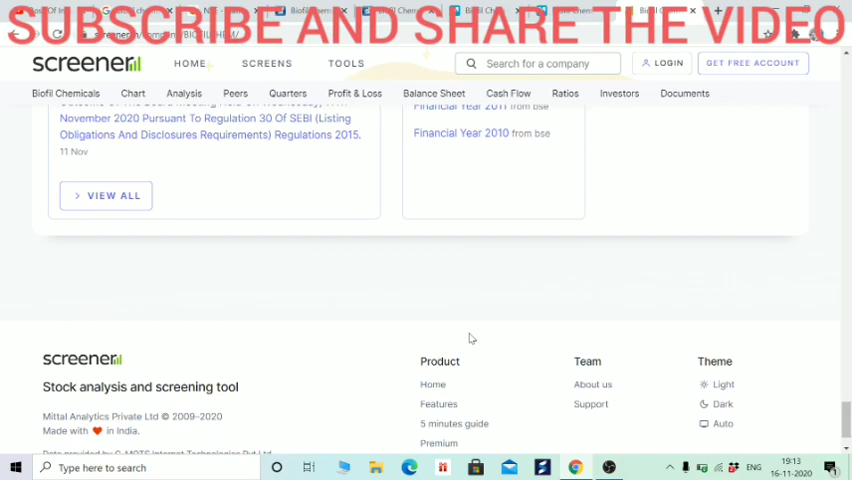 SUBSCRIBE AND SHARE THE VIDEO
screener
HOME
SCREENS
TOOLS
Search for a company
LOGIN
GET FREE ACCOUNT
Biofil Chemicals
Chart
Analysis
Peers
Quarters
Profit & Loss
Balance Sheet
Cash Flow
Ratios
Investors
Documents
November 2020 Pursuant To Regulation 30 Of SEBI (Listing
Obligations And Disclosures Requirements) Regulations 2015.
11 Nov
VIEW ALL
Financial Year 2011 from bse
Financial Year 2010 from bse
screener
Stock analysis and screening tool
Mittal Analytics Private Ltd © 2009-2020
Made with ❤ in India.
Product
Home
Features
5 minutes guide
Premium
Team
About us
Support
Theme
Light
Dark
Auto
Type here to search
ENG
19:13
16-11-2020